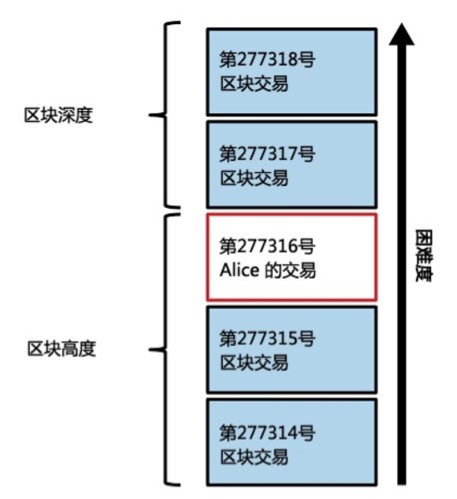 第277318号
区块交易
区块深度
第277317号
区块交易
第277316号
Alice 的交易
困难度
区块高度
第277315号
区块交易
第277314号
区块交易